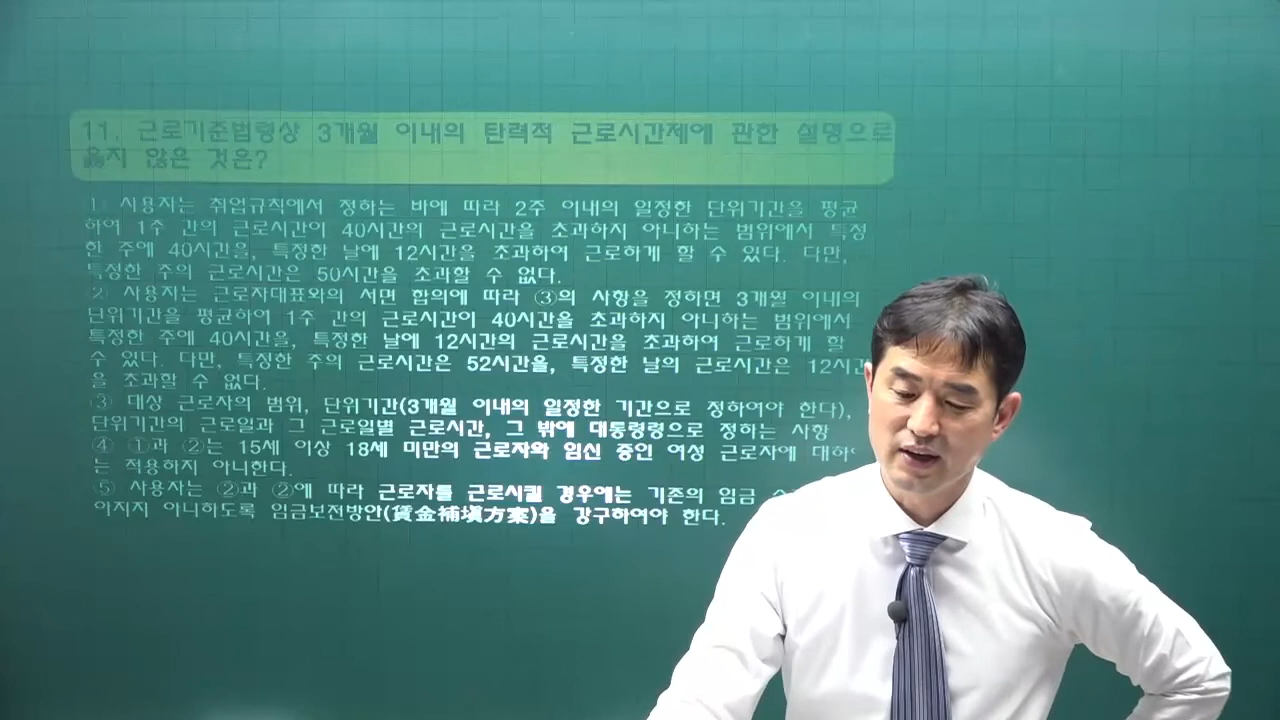 11. 근로기준법령상 3개월 이내의 탄력적 근로시간제에 관한 설명으로
옳지 않은 것은?
1) 사용자는 취업규칙에서 정하는 바에 따라 2주 이내의 일정한 단위기간을 평균
하여 1주 간의 근로시간이 40시간의 근로시간을 초과하지 아니하는 범위에서 특정
한 주에 40시간을, 특정한 날에 12시간을 초과하여 근로하게 할 수 있다. 다만,
특정한 주의 근로시간은 50시간을 초과할 수 없다.
2) 사용자는 근로자대표와의 서면 합의에 따라 ③의 사항을 정하면 3개월 이내의
단위기간을 평균하여 1주 간의 근로시간이 40시간을 초과하지 아니하는 범위에서
특정한 주에 40시간을, 특정한 날에 12시간의 근로시간을 초과하여 근로하게 할
수 있다. 다만, 특정한 주의 근로시간은 52시간을, 특정한 날의 근로시간은 12시간
을 초과할 수 없다.
③ 대상 근로자의 범위, 단위기간(3개월 이내의 일정한 기간으로 정하여야 한다),
단위기간의 근로일과 그 근로일별 근로시간, 그 밖에 대통령령으로 정하는 사항
④ ①과 ②는 15세 이상 18세 미만의 근로자와 임신 중인 여성 근로자에 대하
는 적용하지 아니한다.
⑤ 사용자는 ②과 ②에 따라 근로자를 근로시킬 경우에는 기존의 임금
아지지 아니하도록 임금보전방안(賃金補塡方案)을 강구하여야 한다.